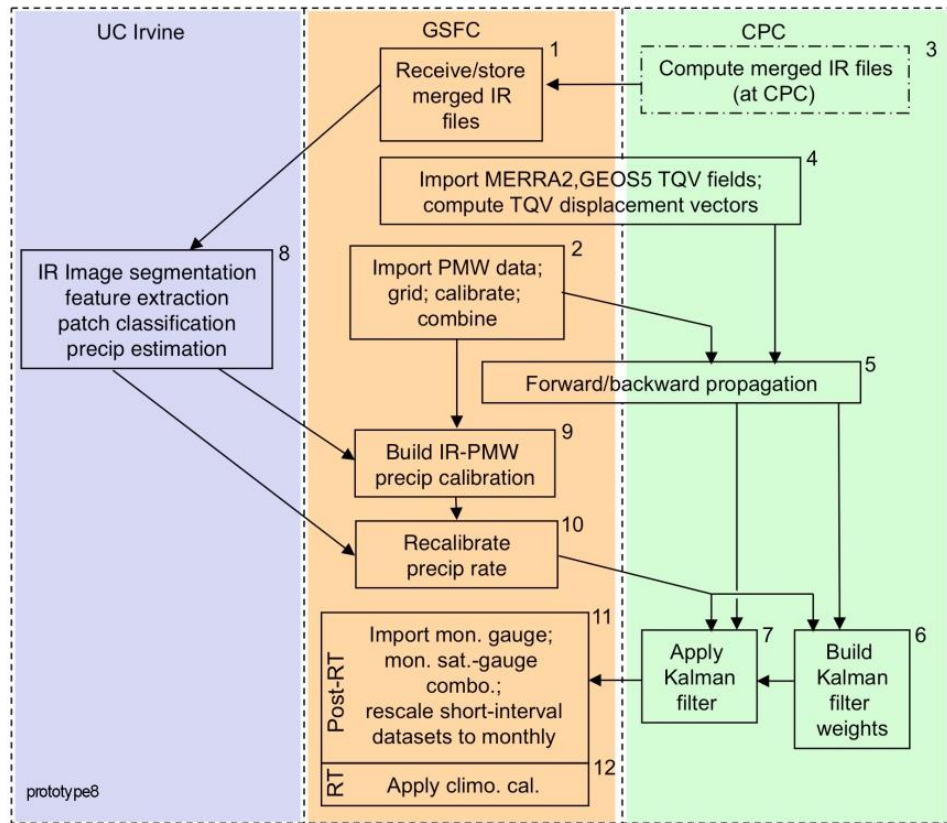 UC Irvine
GSFC
CPC
1
Receive/store
merged IR
files
3
Compute merged IR files
(at CPC)
4
Import MERRA2,GEOS5 TQV fields;
compute TQV displacement vectors
8
IR Image segmentation
feature extraction
patch classification
precip estimation
2
Import PMW data;
grid; calibrate;
combine
5
Forward/backward propagation
9
Build IR-PMW
precip calibration
10
Recalibrate
precip rate
11
Post-RT
Import mon. gauge;
mon. sat.-gauge
combo.;
rescale short-interval
datasets to monthly
7
Apply
Kalman
filter
6
Build
Kalman
filter
weights
12
RT
Apply climo. cal.
prototype8